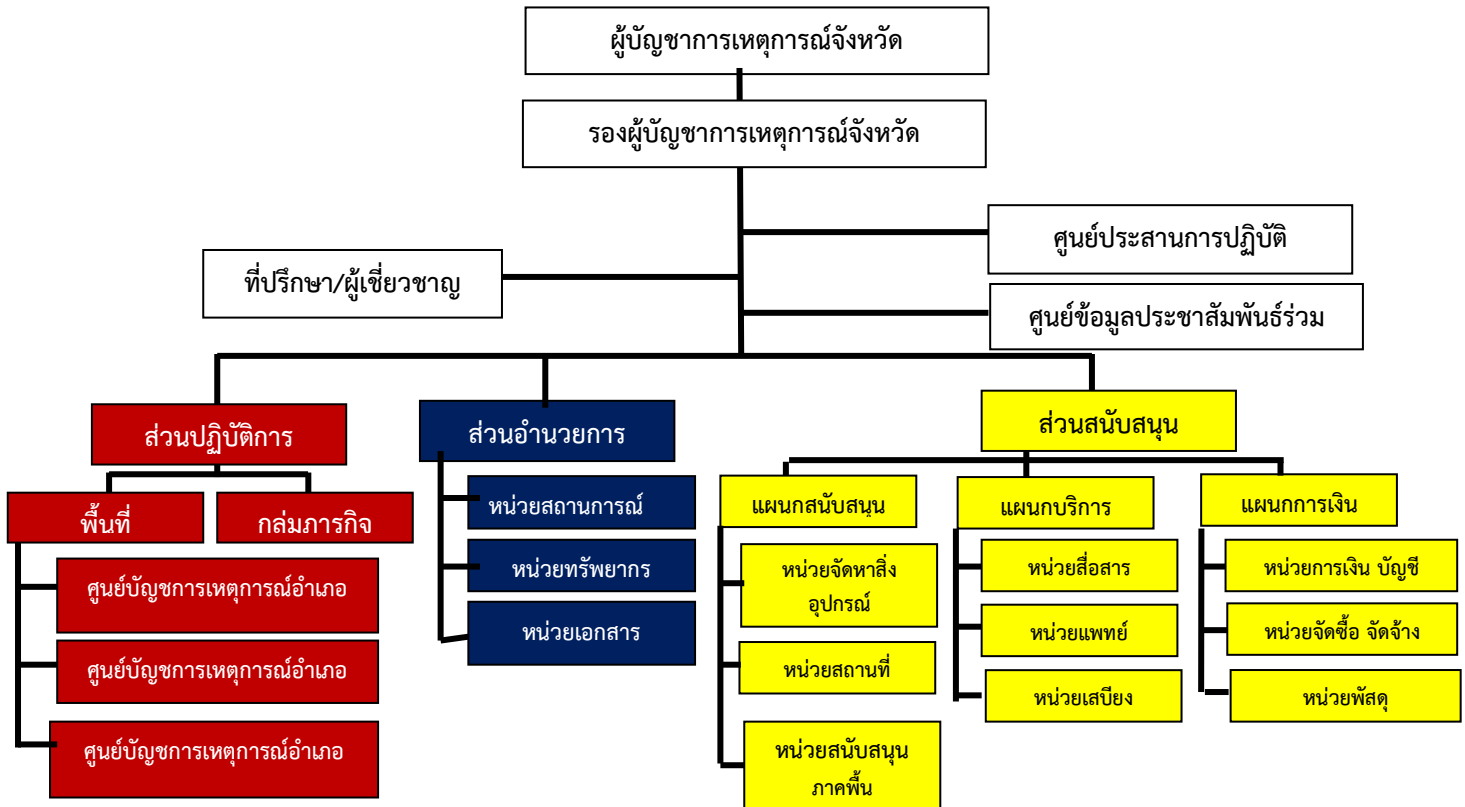 ผู้บัญชาการเหตุการณ์จังหวัด
รองผู้บัญชาการเหตุการณ์จังหวัด
ศูนย์ประสานการปฏิบัติ
ที่ปรึกษา/ผู้เชี่ยวชาญ
ศูนย์ข้อมูลประชาสัมพันธ์ร่วม
ส่วนปฏิบัติการ
ส่วนอำนวยการ
ส่วนสนับสนุน
พื้นที่
กลุ่มภารกิจ
ศูนย์บัญชการเหตุการณ์อำเภอ
ศูนย์บัญชการเหตุการณ์อำเภอ
ศูนย์บัญชการเหตุการณ์อำเภอ
หน่วยสถานการณ์
หน่วยทรัพยากร
หน่วยเอกสาร
แผนกสนับสนุน
หน่วยจัดหาสิ่ง
อุปกรณ์
หน่วยสถานที่
หน่วยสนับสนุน
ภาคพื้น
แผนกบริการ
หน่วยสื่อสาร
หน่วยแพทย์
หน่วยเสบียง
แผนกการเงิน
หน่วยการเงิน บัญชี
หน่วยจัดซื้อ จัดจ้าง
หน่วยพัสดุ